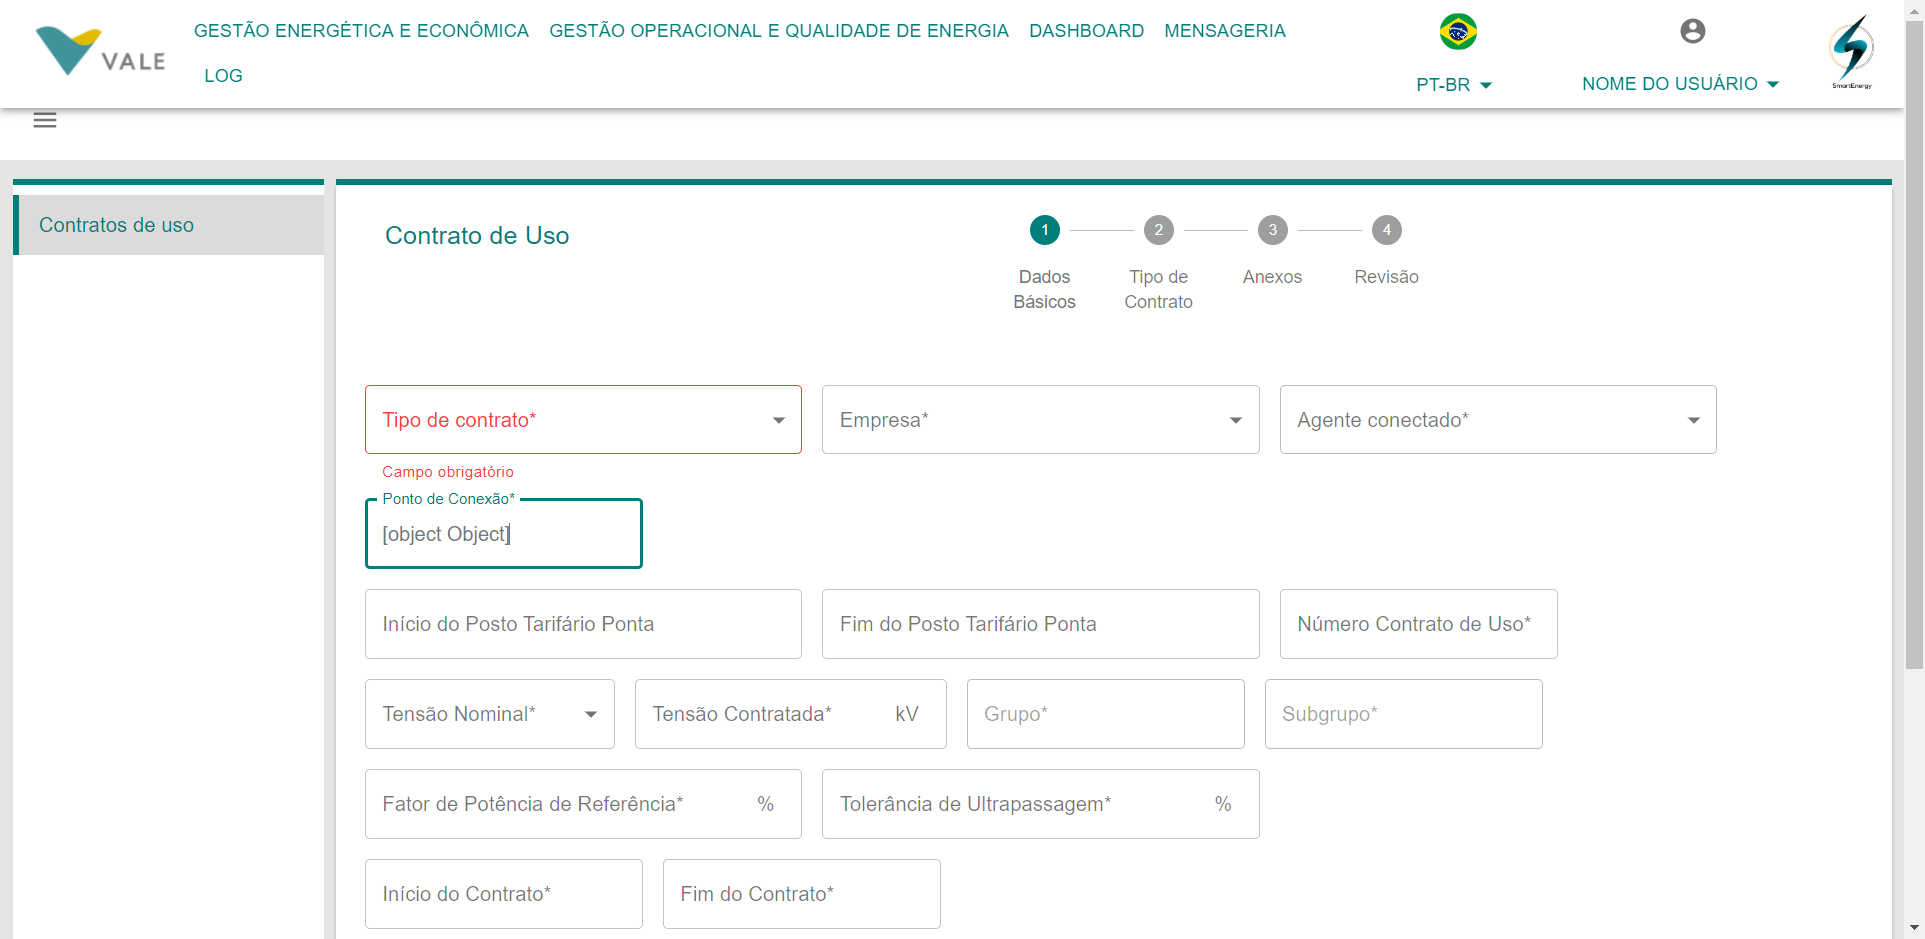 VALE
GESTÃO ENERGÉTICA E ECONÔMICA GESTÃO OPERACIONAL E QUALIDADE DE ENERGIA DASHBOARD MENSAGERIA
LOG
PT-BR
NOME DO USUÁRIO
SmartEnergy
Contratos de uso
Contrato de Uso
1 2 3 4
Dados Básicos
Tipo de Contrato
Anexos
Revisão
Tipo de contrato*
Empresa*
Agente conectado*
Campo obrigatório
Ponto de Conexão*
[object Object]
Início do Posto Tarifário Ponta
Fim do Posto Tarifário Ponta
Número Contrato de Uso*
Tensão Nominal*
Tensão Contratada* kV
Grupo*
Subgrupo*
Fator de Potência de Referência* %
Tolerância de Ultrapassagem* %
Início do Contrato*
Fim do Contrato*